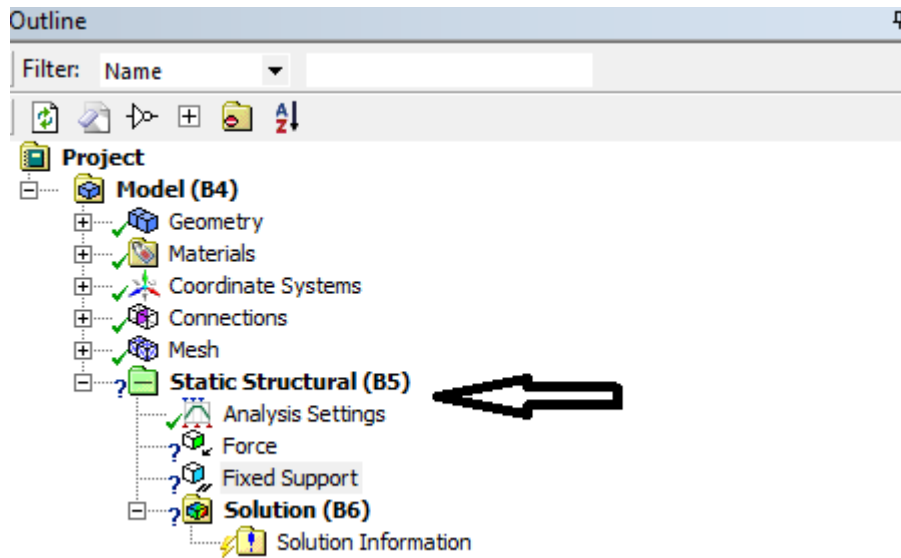 Outline
Filter: Name
A
Z
Project
Model (B4)
Geometry
Materials
Coordinate Systems
Connections
Mesh
? Static Structural (B5)
Analysis Settings
? Force
? Fixed Support
? Solution (B6)
Solution Information